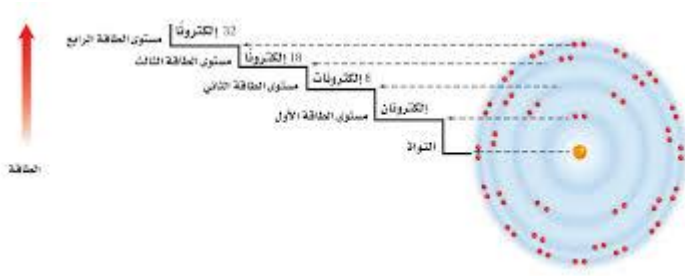 32 إلكترونًا
مستوى الطاقة الرابع
18 إلكترونًا
مستوى الطاقة الثالث
8 إلكترونات
مستوى الطاقة الثاني
إلكترونان
مستوى الطاقة الأول
النواة
الطاقة